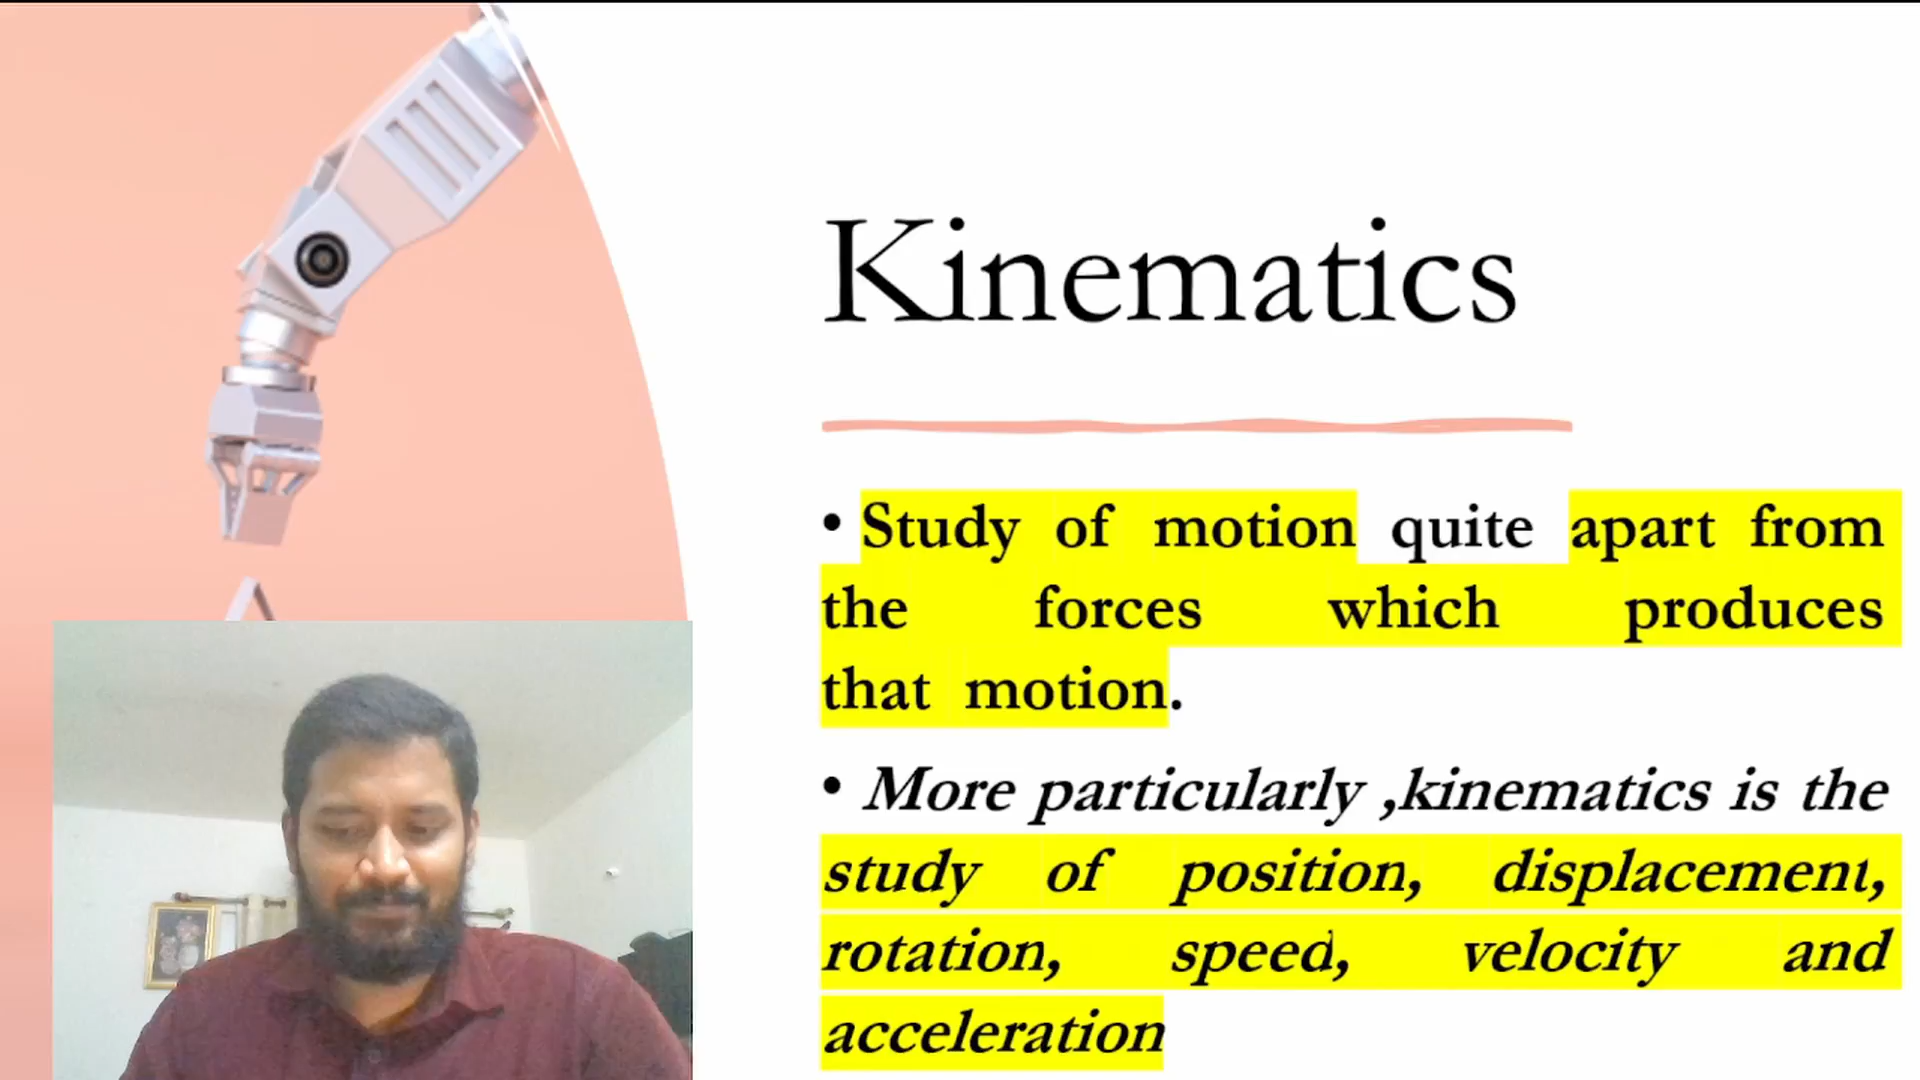 Kinematics
• Study of motion quite apart from
the forces which produces
that motion.
• More particularly ,kinematics is the
study of position, displacement,
rotation, speed, velocity and
acceleration